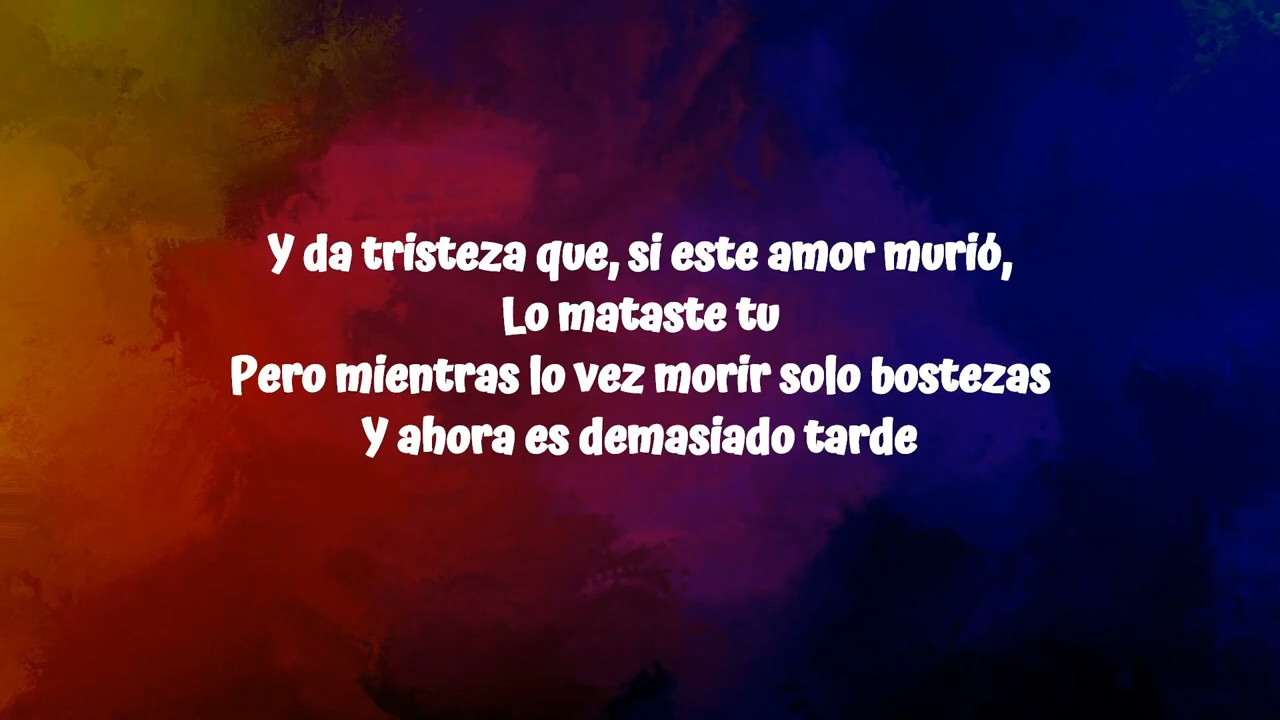 Y da tristeza que, si este amor murió,
Lo mataste tu
Pero mientras lo vez morir solo bostezas
Y ahora es demasiado tarde